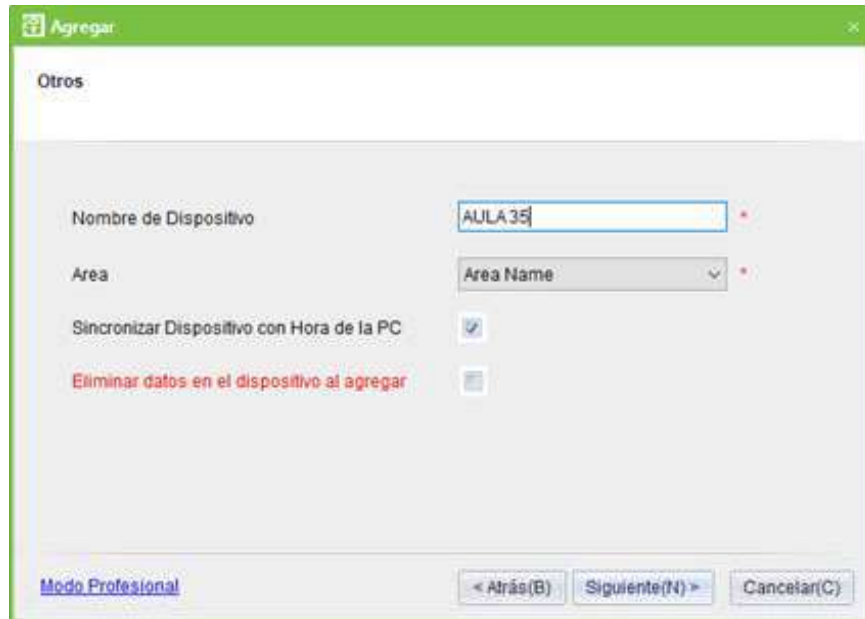 Agregar
Otros
Nombre de Dispositivo AULA 35 *
Area Area Name *
Sincronizar Dispositivo con Hora de la PC
Eliminar datos en el dispositivo al agregar
Modo Profesional < Atrás(B) Siguiente(N) > Cancelar(C)